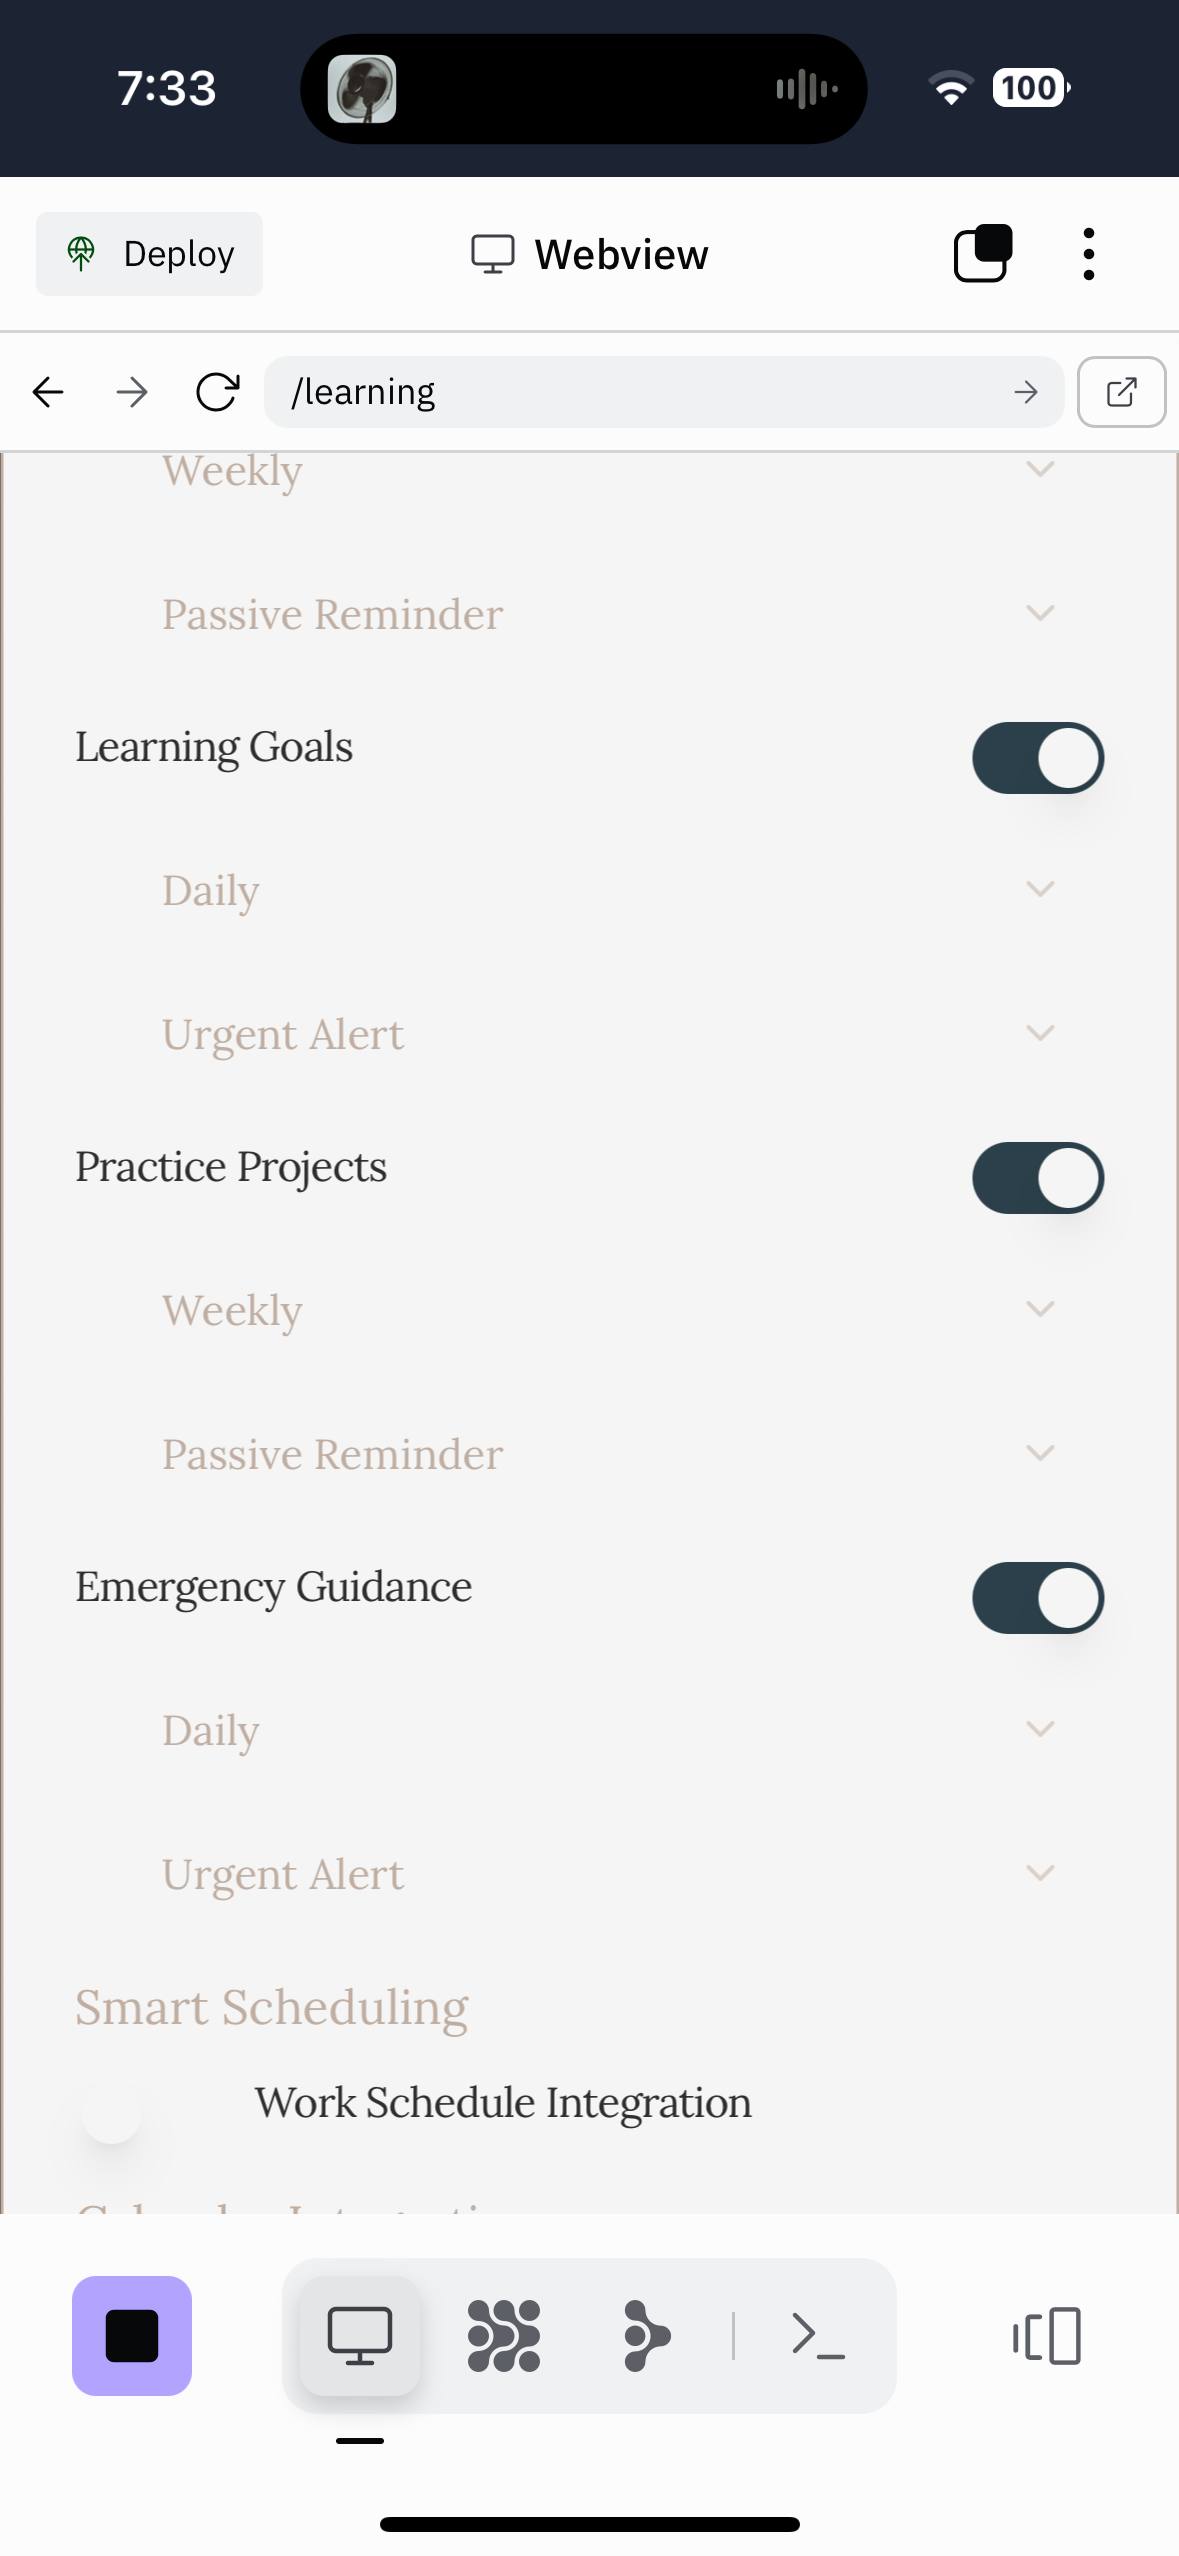 7:33
100
Deploy
Webview
/learning
Weekly
Passive Reminder
Learning Goals
Daily
Urgent Alert
Practice Projects
Weekly
Passive Reminder
Emergency Guidance
Daily
Urgent Alert
Smart Scheduling
Work Schedule Integration